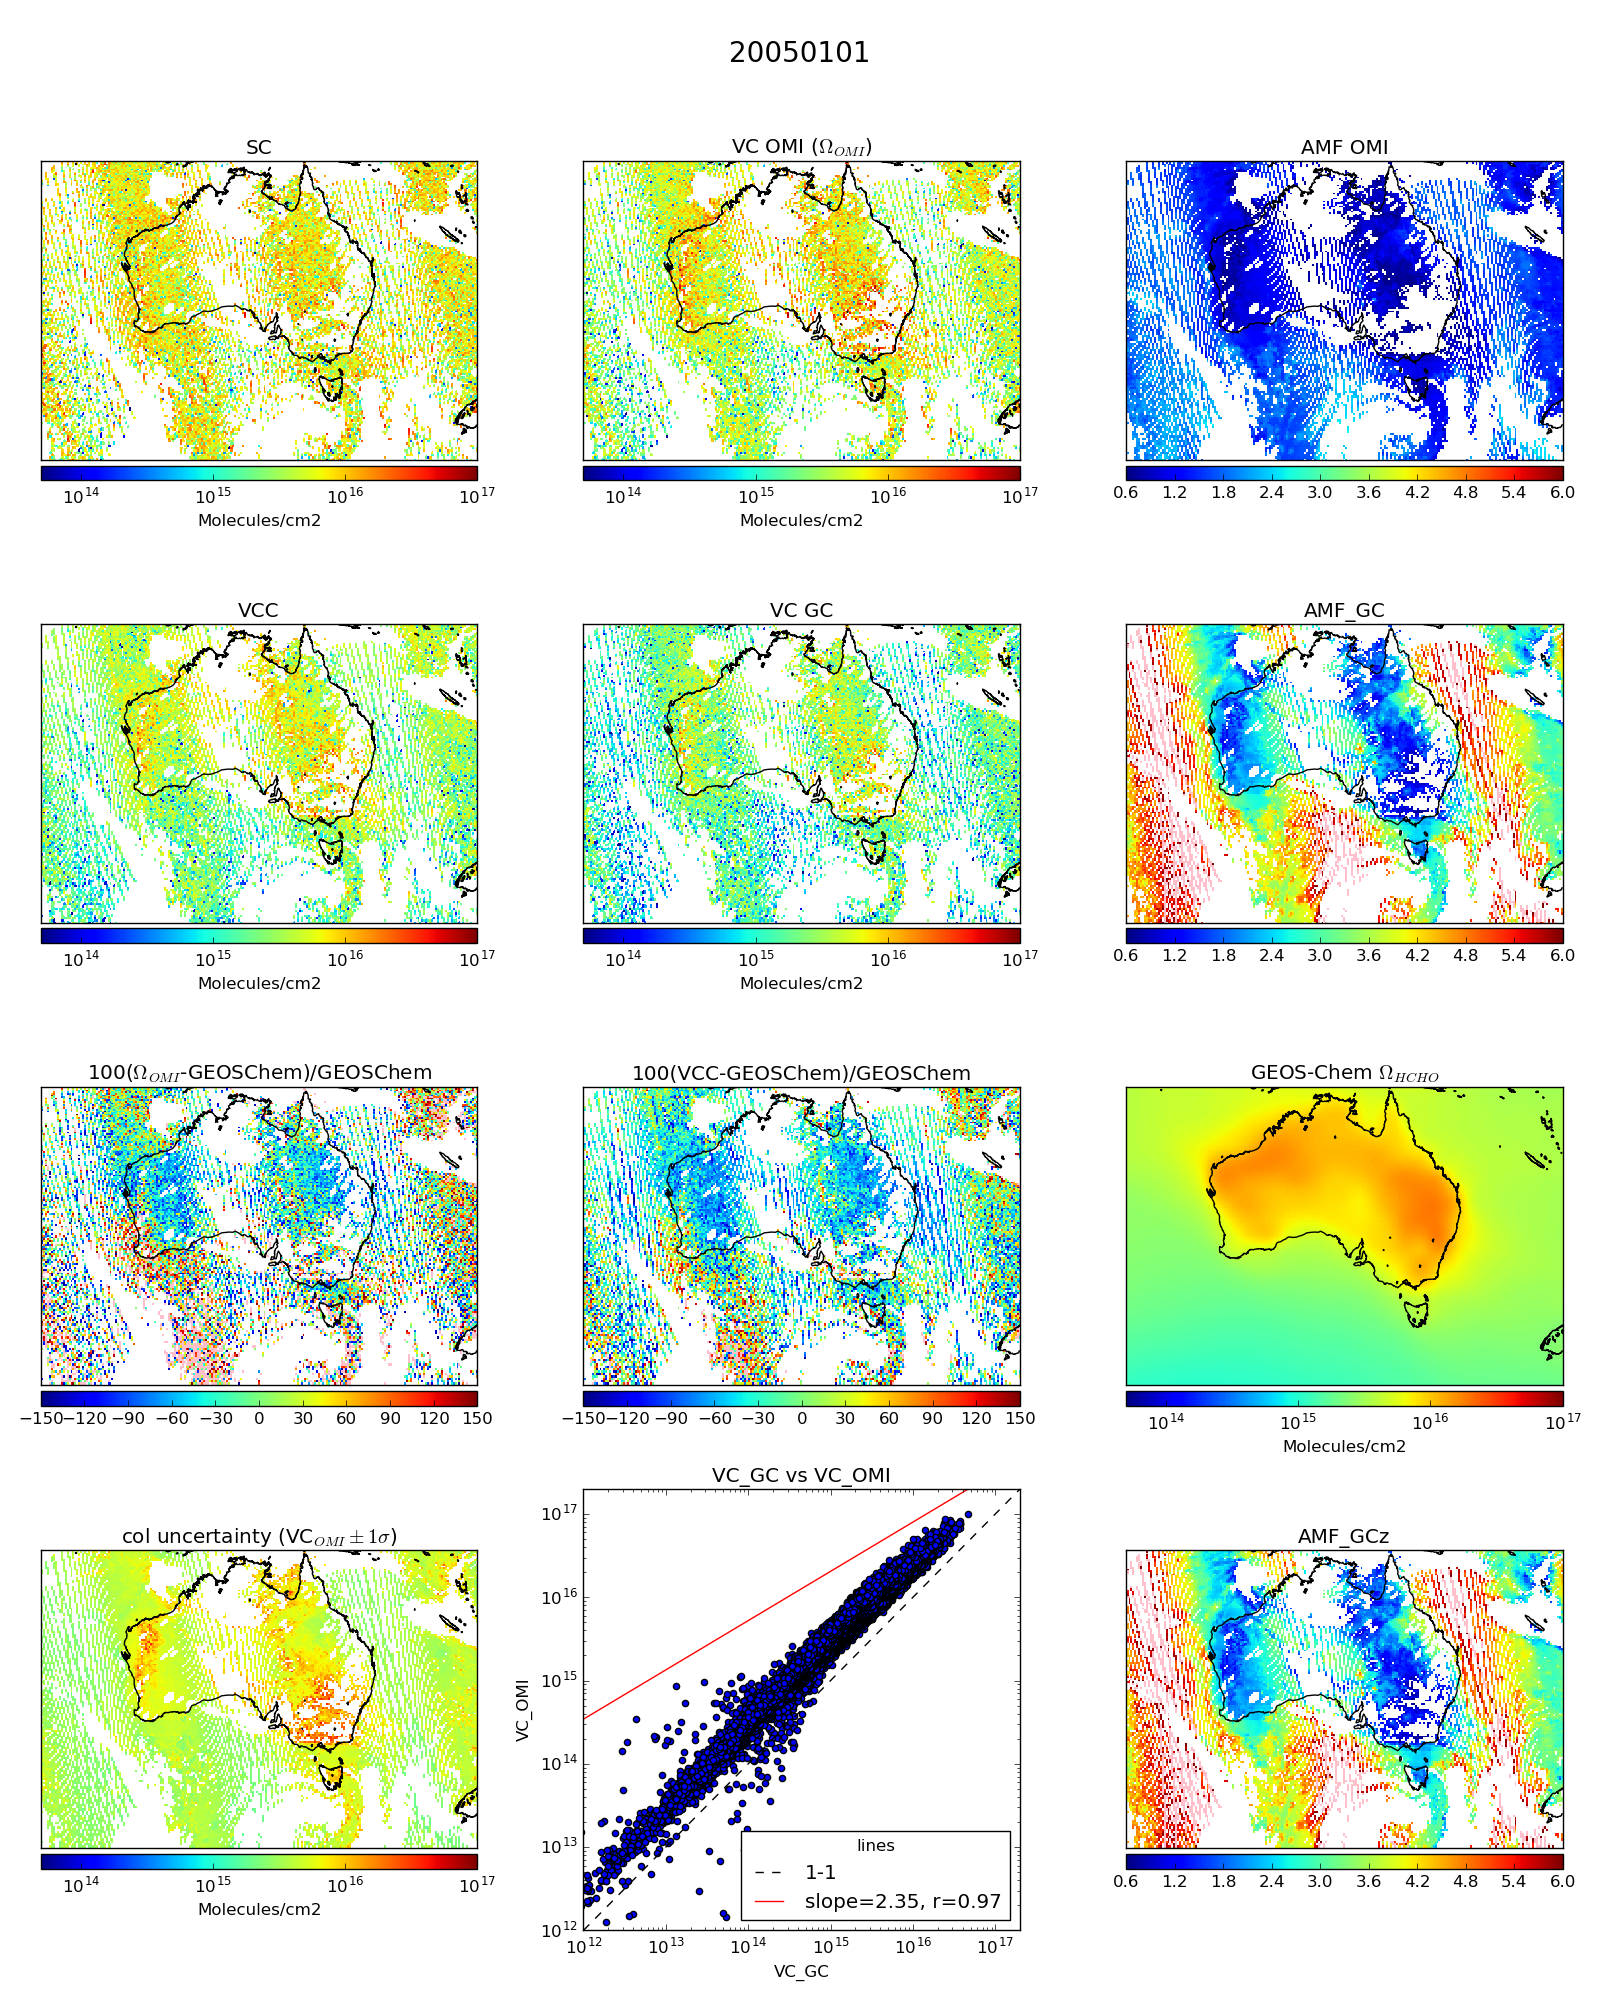 20050101
SC
VC OMI (Ω_OMI)
AMF OMI
10^14 10^15 10^16 10^17
Molecules/cm2
10^14 10^15 10^16 10^17
Molecules/cm2
0.6 1.2 1.8 2.4 3.0 3.6 4.2 4.8 5.4 6.0
VCC
VC GC
AMF_GC
10^14 10^15 10^16 10^17
Molecules/cm2
10^14 10^15 10^16 10^17
Molecules/cm2
0.6 1.2 1.8 2.4 3.0 3.6 4.2 4.8 5.4 6.0
100(Ω_OMI-GEOSChem)/GEOSChem
100(VCC-GEOSChem)/GEOSChem
GEOS-Chem Ω_HCHO
−150 −120 −90 −60 −30 0 30 60 90 120 150
−150 −120 −90 −60 −30 0 30 60 90 120 150
10^14 10^15 10^16 10^17
Molecules/cm2
col uncertainty (VC_OMI ± 1σ)
10^14 10^15 10^16 10^17
Molecules/cm2
VC_GC vs VC_OMI
10^17
10^16
10^15
10^14
10^13
10^12
VC_OMI
lines
1-1
slope=2.35, r=0.97
10^12 10^13 10^14 10^15 10^16 10^17
VC_GC
AMF_GCz
0.6 1.2 1.8 2.4 3.0 3.6 4.2 4.8 5.4 6.0